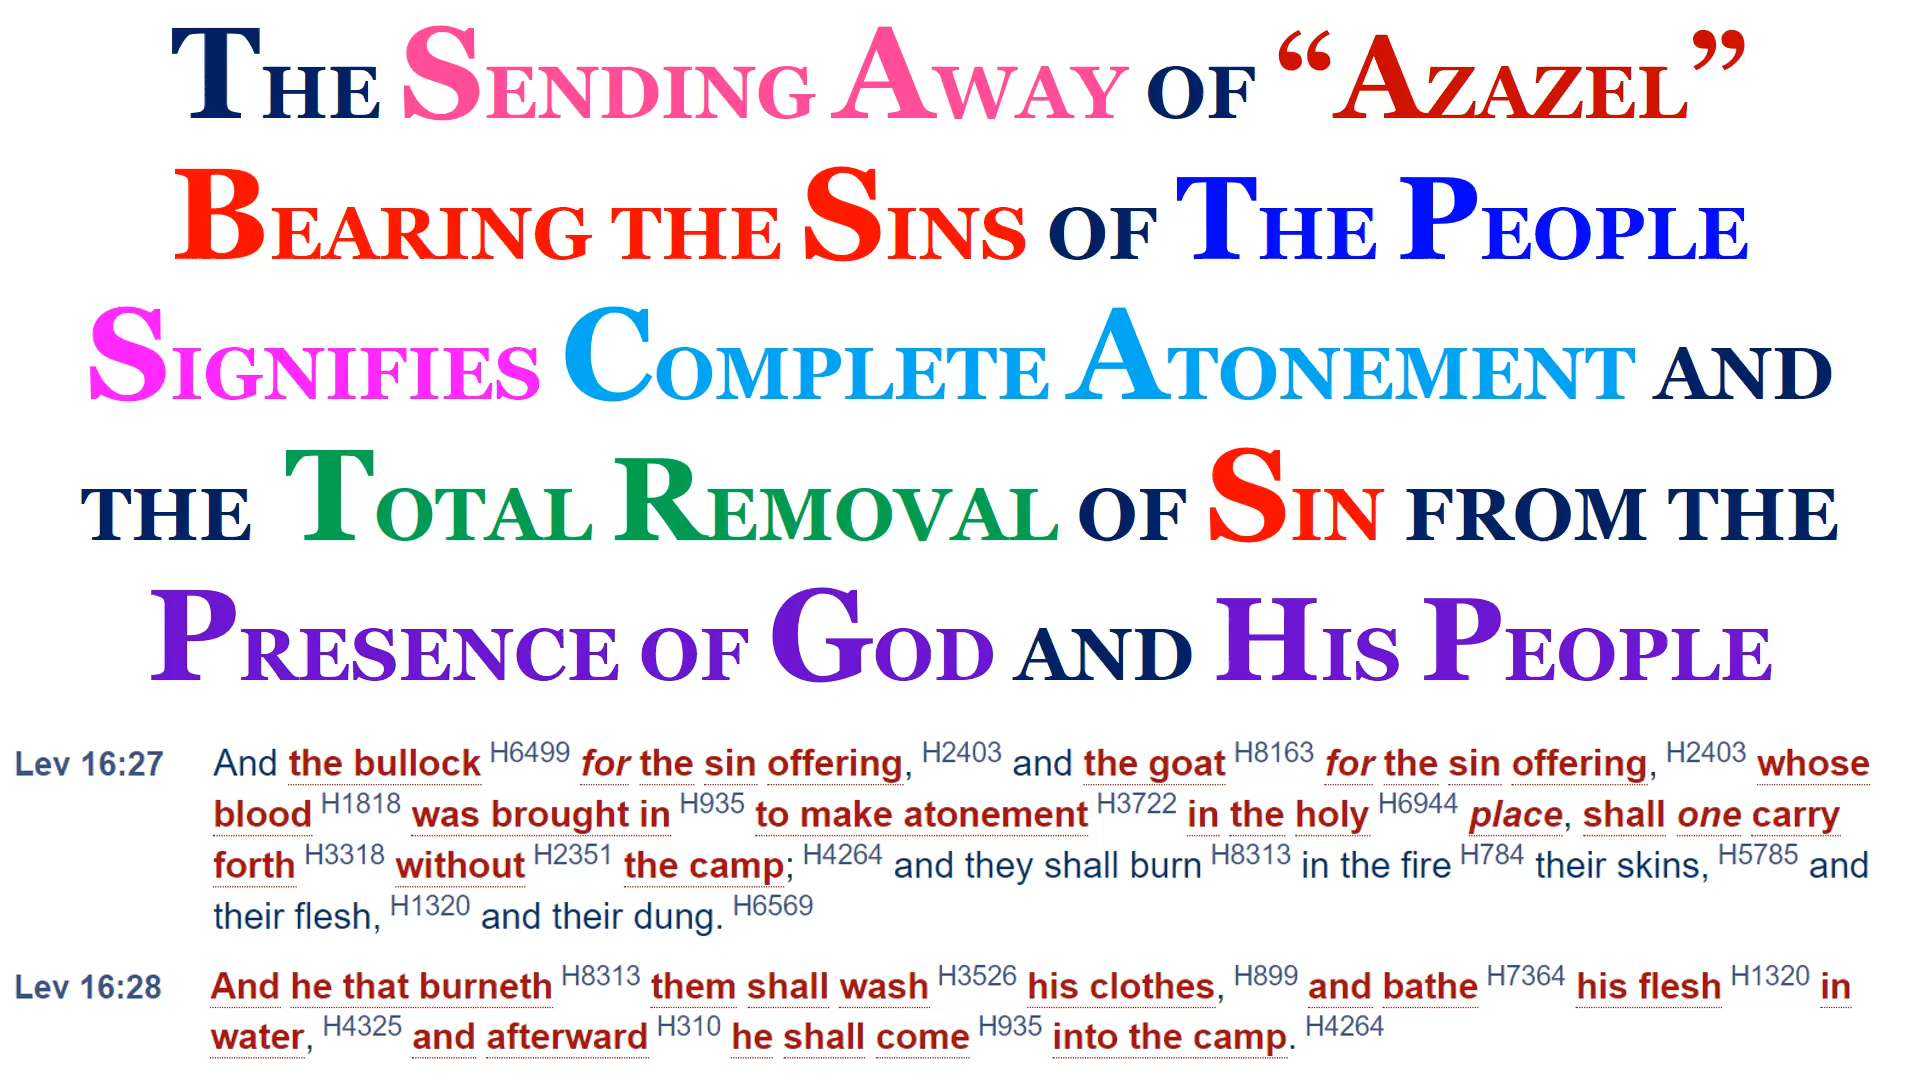 The Sending Away of “Azazel”
Bearing the Sins of The People
Signifies Complete Atonement and
the Total Removal of Sin from the
Presence of God and His People
Lev 16:27 And the bullock H6499 for the sin offering, H2403 and the goat H8163 for the sin offering, H2403 whose
blood H1818 was brought in H935 to make atonement H3722 in the holy H6944 place, shall one carry
forth H3318 without H2351 the camp; H4264 and they shall burn H8313 in the fire H784 their skins, H5785 and
their flesh, H1320 and their dung. H6569
Lev 16:28 And he that burneth H8313 them shall wash H3526 his clothes, H899 and bathe H7364 his flesh H1320 in
water, H4325 and afterward H310 he shall come H935 into the camp. H4264